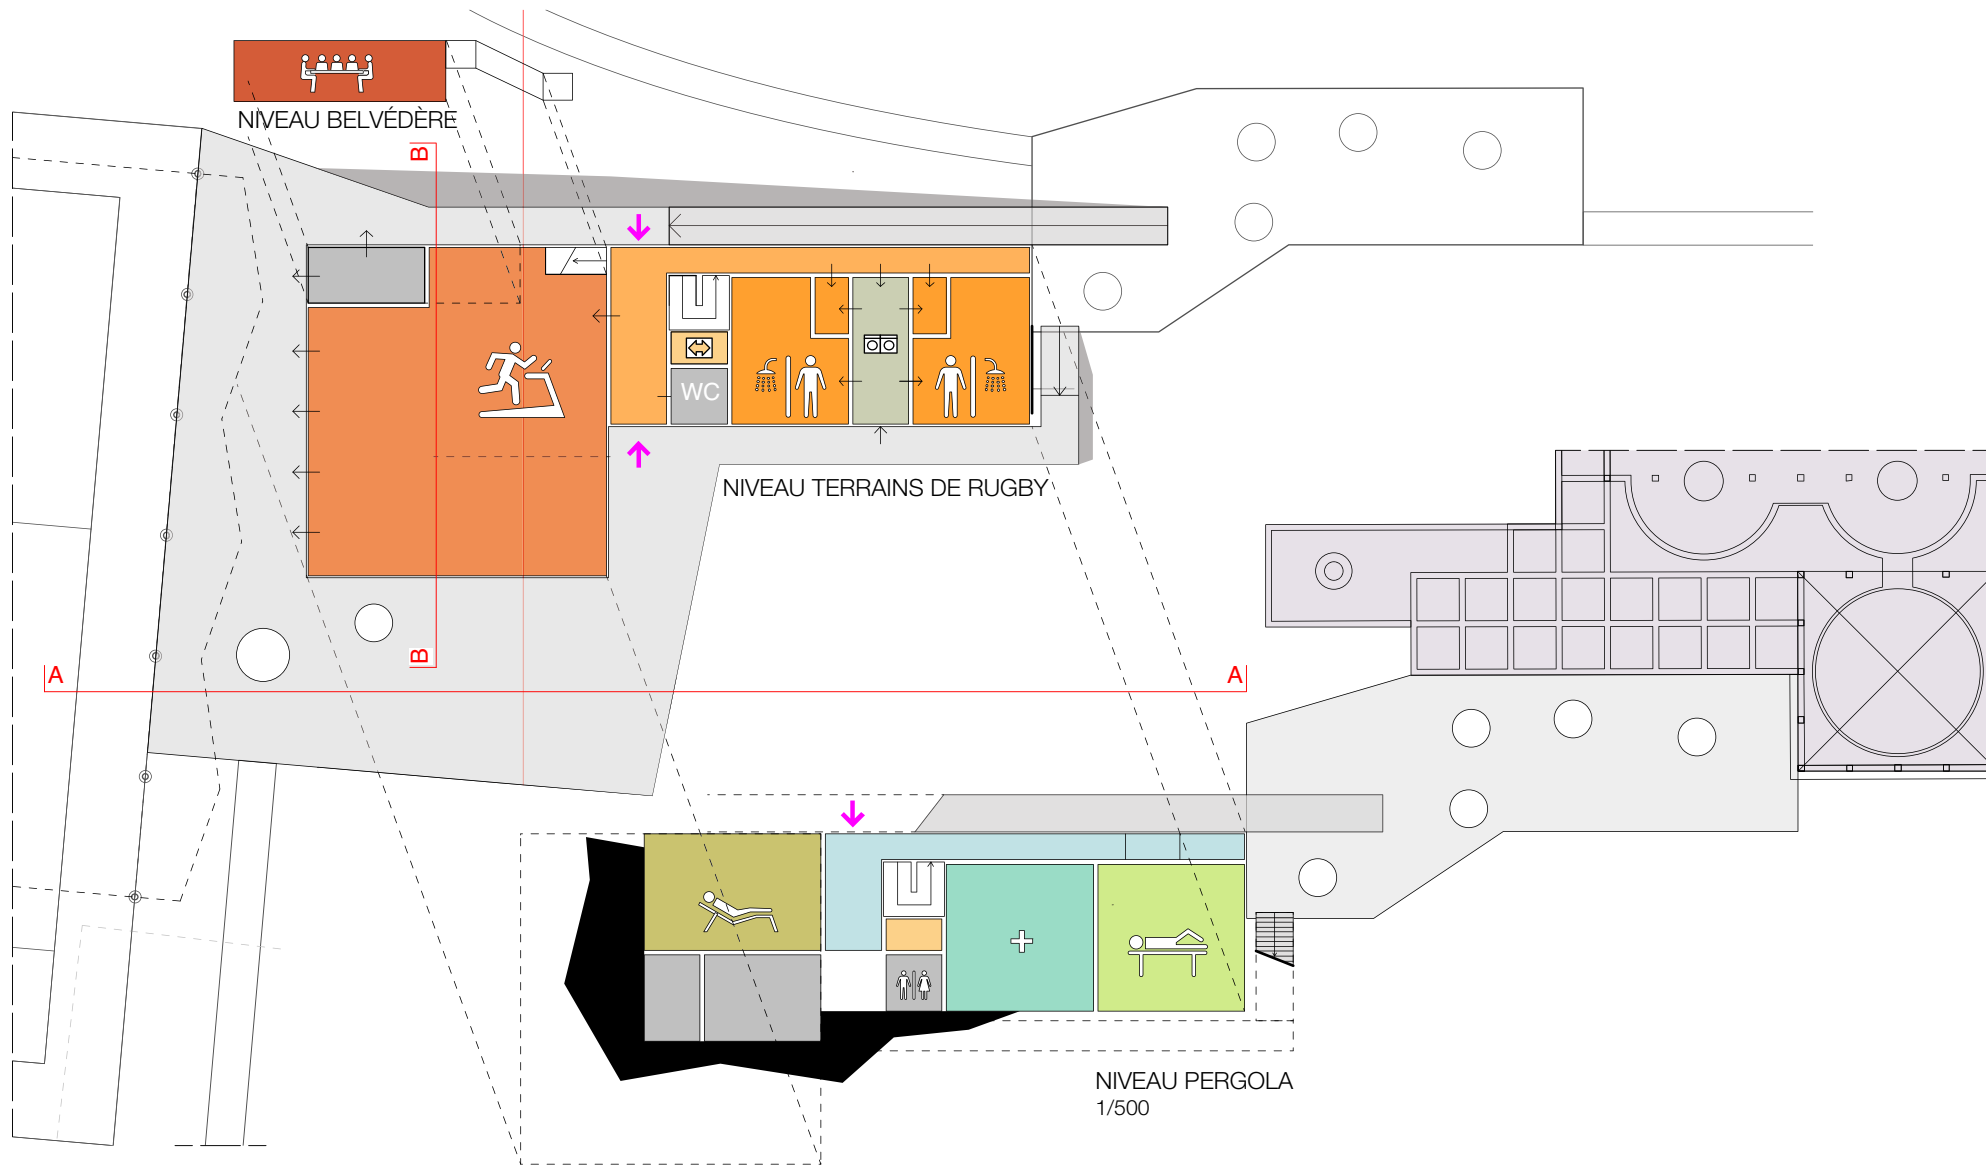 NIVEAU BELVÉDÈRE
B
WC
NIVEAU TERRAINS DE RUGBY
B
A
A
NIVEAU PERGOLA
1/500